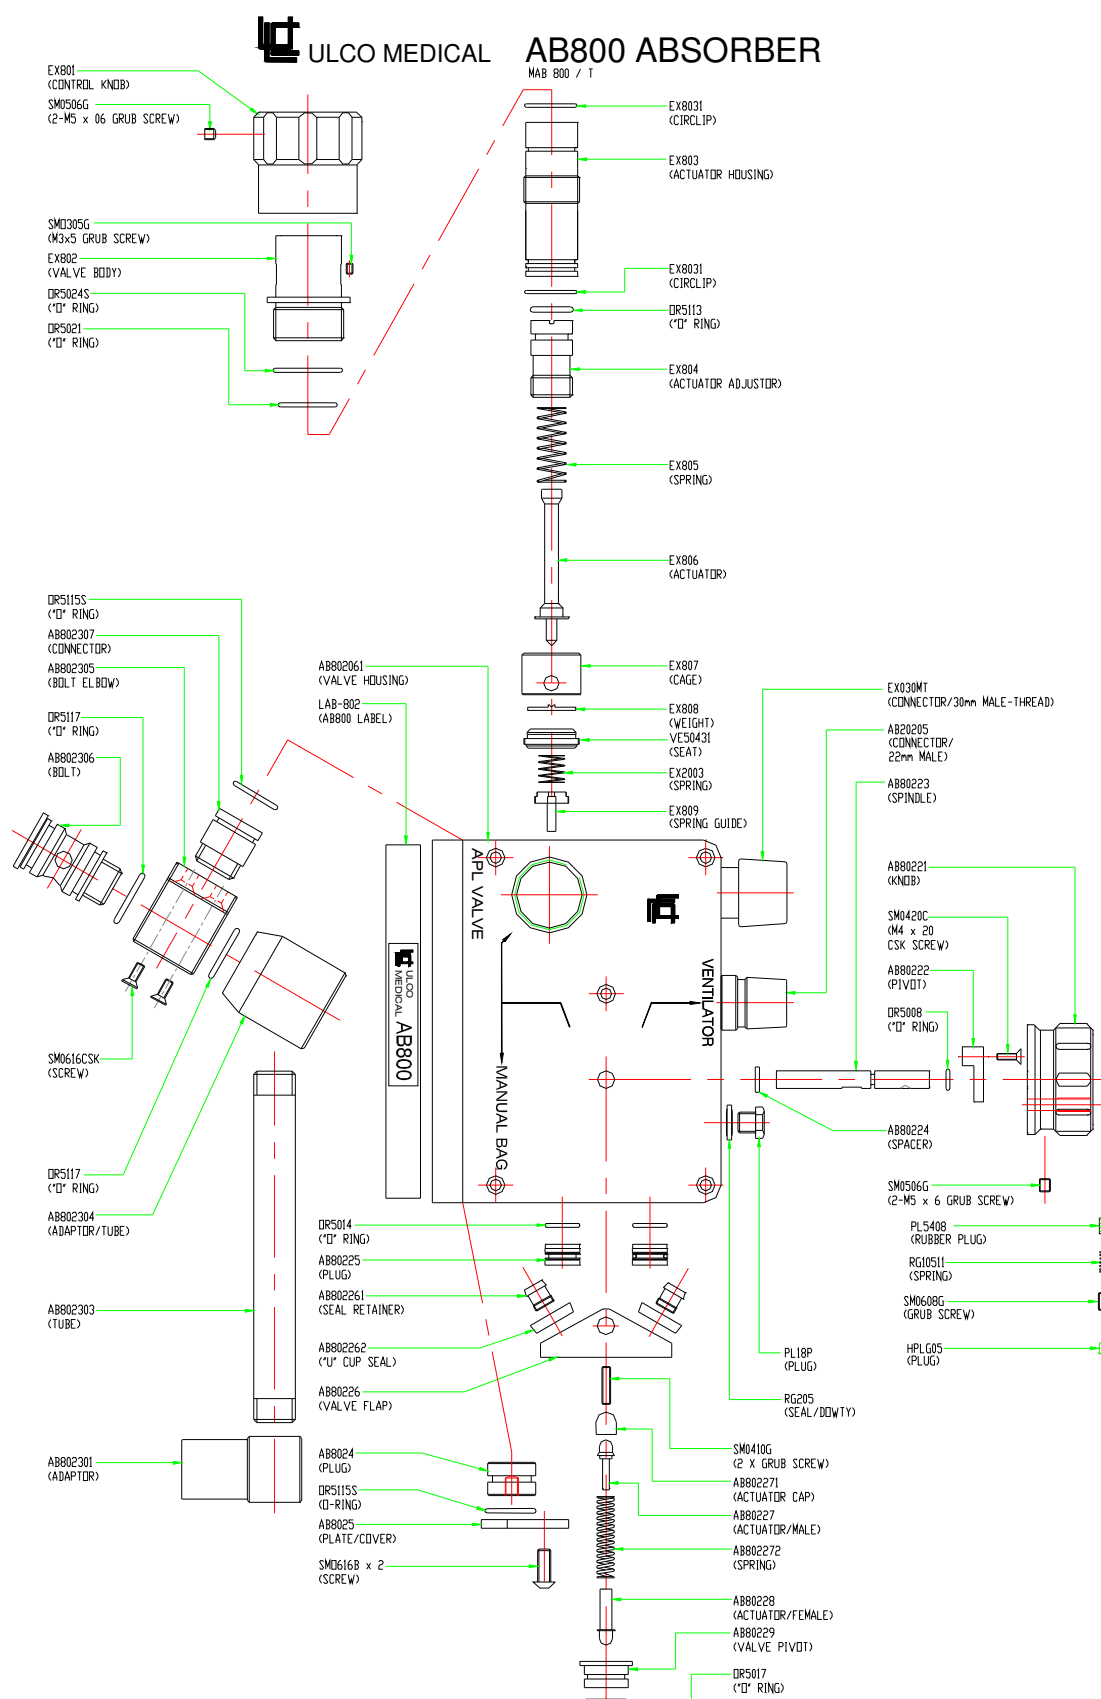 ULCO MEDICAL AB800 ABSORBER
MAB 800 / T
EX801
(CONTROL KNOB)
SM0506G
(2-M5 x 06 GRUB SCREW)
SM0305G
(M3x5 GRUB SCREW)
EX802
(VALVE BODY)
OR5024S
("O" RING)
OR5021
("O" RING)
EX8031
(CIRCLIP)
EX803
(ACTUATOR HOUSING)
EX8031
(CIRCLIP)
OR5113
("O" RING)
EX804
(ACTUATOR ADJUSTOR)
EX805
(SPRING)
EX806
(ACTUATOR)
EX807
(CAGE)
EX808
(WEIGHT)
VE50431
(SEAT)
EX2003
(SPRING)
EX809
(SPRING GUIDE)
OR5115S
("O" RING)
AB802307
(CONNECTOR)
AB802305
(BOLT ELBOW)
OR5117
("O" RING)
AB802306
(BOLT)
SM0616CSK
(SCREW)
OR5117
("O" RING)
AB802304
(ADAPTOR/TUBE)
AB802303
(TUBE)
AB802301
(ADAPTOR)
AB802061
(VALVE HOUSING)
LAB-802
(AB800 LABEL)
ULCO
MEDICAL AB800
APL VALVE
MANUAL BAG
VENTILATOR
EX030MT
(CONNECTOR/30mm MALE-THREAD)
AB20205
(CONNECTOR/
22mm MALE)
AB80223
(SPINDLE)
AB80221
(KNOB)
SM0420C
(M4 x 20
CSK SCREW)
AB80222
(PIVOT)
OR5008
("O" RING)
AB80224
(SPACER)
SM0506G
(2-M5 x 6 GRUB SCREW)
PL5408
(RUBBER PLUG)
RG10511
(SPRING)
SM0608G
(GRUB SCREW)
HPLG05
(PLUG)
PL18P
(PLUG)
RG205
(SEAL/DOWTY)
OR5014
("O" RING)
AB80225
(PLUG)
AB802261
(SEAL RETAINER)
AB802262
("U" CUP SEAL)
AB80226
(VALVE FLAP)
AB8024
(PLUG)
OR5115S
(O-RING)
AB8025
(PLATE/COVER)
SM0616B x 2
(SCREW)
SM0410G
(2 X GRUB SCREW)
AB802271
(ACTUATOR CAP)
AB80227
(ACTUATOR/MALE)
AB802272
(SPRING)
AB80228
(ACTUATOR/FEMALE)
AB80229
(VALVE PIVOT)
OR5017
("O" RING)